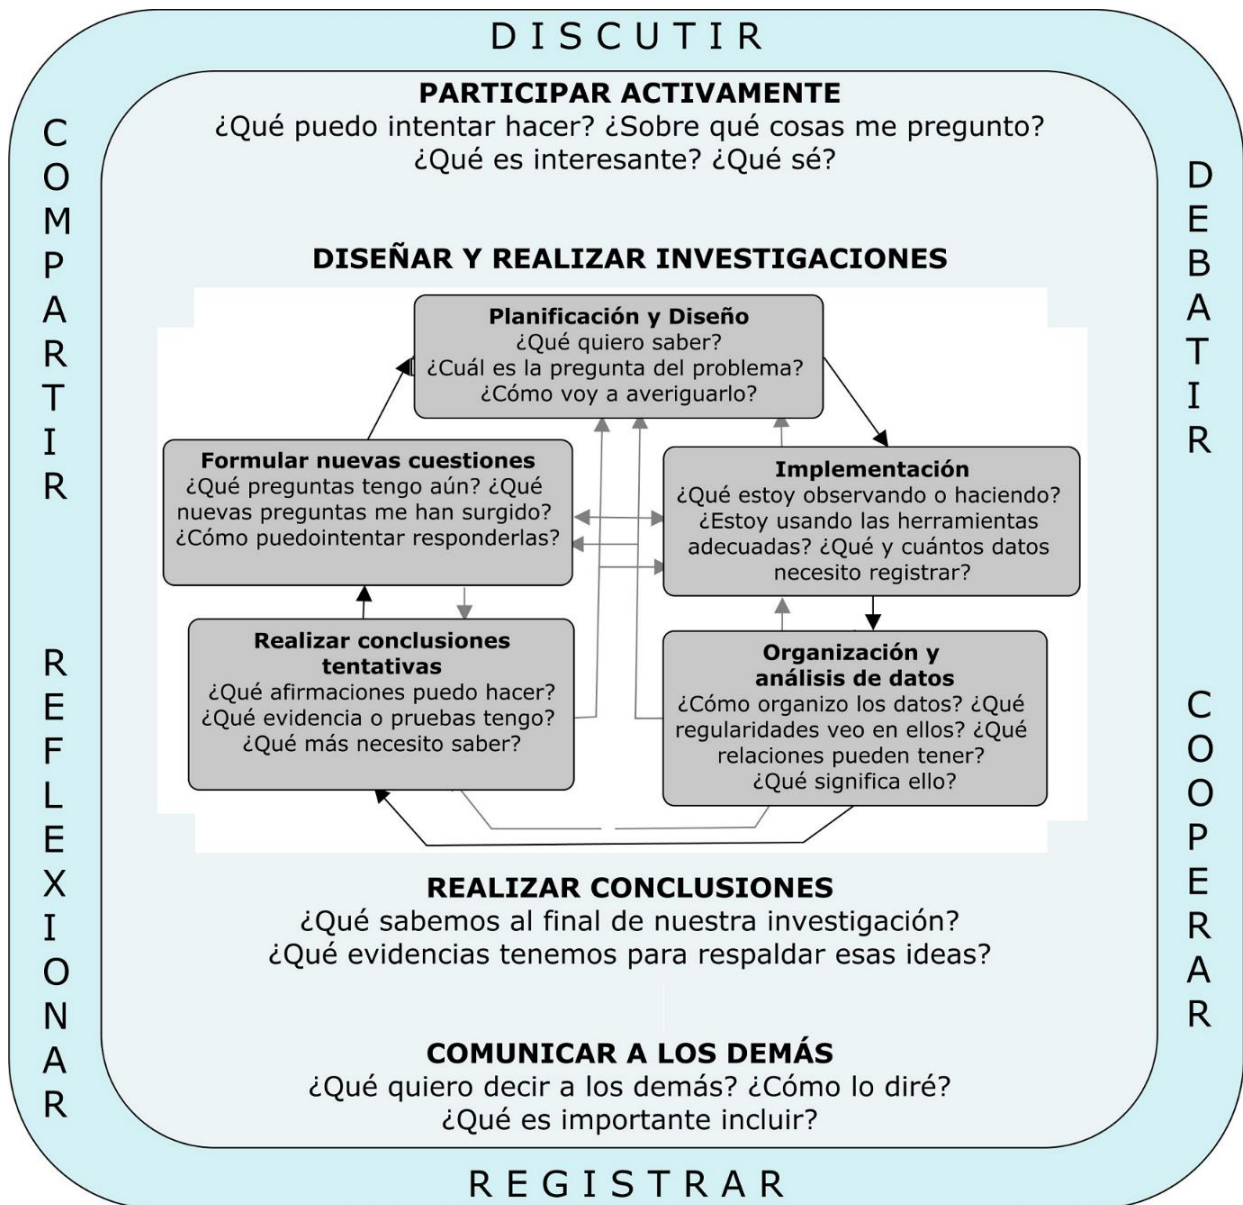 DISCUTIR
COMPARTIR
REFLEXIONAR
DEBATIR
COOPERAR
PARTICIPAR ACTIVAMENTE
¿Qué puedo intentar hacer? ¿Sobre qué cosas me pregunto?
¿Qué es interesante? ¿Qué sé?
DISEÑAR Y REALIZAR INVESTIGACIONES
Planificación y Diseño
¿Qué quiero saber?
¿Cuál es la pregunta del problema?
¿Cómo voy a averiguarlo?
Formular nuevas cuestiones
¿Qué preguntas tengo aún? ¿Qué
nuevas preguntas me han surgido?
¿Cómo puedointentar responderlas?
Implementación
¿Qué estoy observando o haciendo?
¿Estoy usando las herramientas
adecuadas? ¿Qué y cuántos datos
necesito registrar?
Realizar conclusiones
tentativas
¿Qué afirmaciones puedo hacer?
¿Qué evidencia o pruebas tengo?
¿Qué más necesito saber?
Organización y
análisis de datos
¿Cómo organizo los datos? ¿Qué
regularidades veo en ellos? ¿Qué
relaciones pueden tener?
¿Qué significa ello?
REALIZAR CONCLUSIONES
¿Qué sabemos al final de nuestra investigación?
¿Qué evidencias tenemos para respaldar esas ideas?
COMUNICAR A LOS DEMÁS
¿Qué quiero decir a los demás? ¿Cómo lo diré?
¿Qué es importante incluir?
REGISTRAR